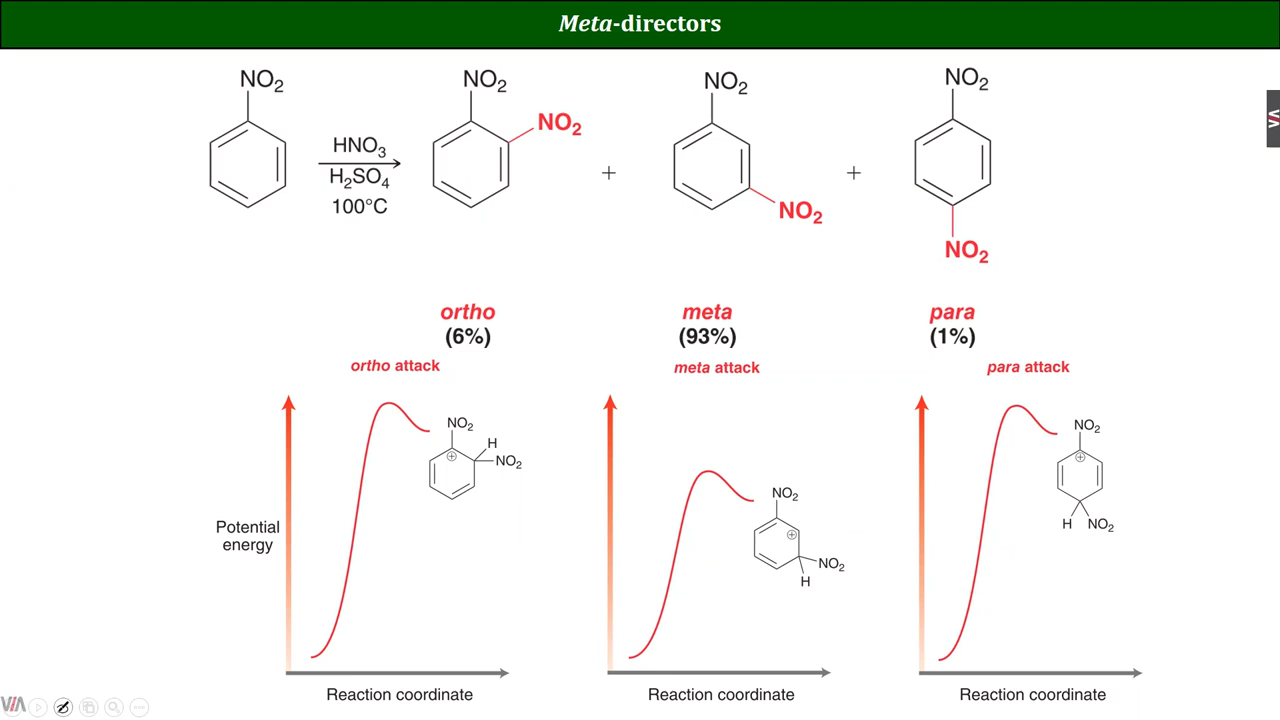 Meta-directors
NO₂
NO₂
NO₂
NO₂
NO₂
HNO₃
H₂SO₄
100°C
+
+
NO₂
NO₂
ortho
(6%)
meta
(93%)
para
(1%)
ortho attack
meta attack
para attack
Potential
energy
NO₂
H
NO₂
⊕
NO₂
⊕
NO₂
H
NO₂
⊕
H
NO₂
Reaction coordinate
Reaction coordinate
Reaction coordinate
VIA
VIA